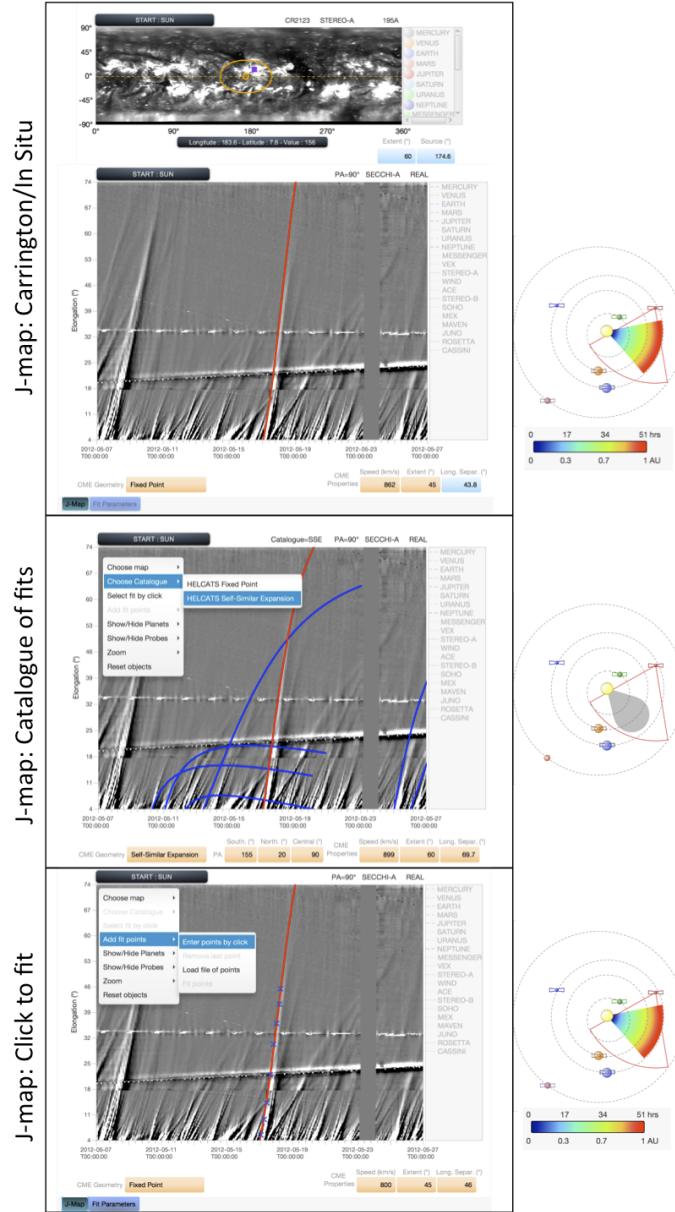 J-map: Carrington/In Situ
START : SUN
CR2123 STEREO-A 195A
90°
45°
0°
-45°
-90°
0° 90° 180° 270° 360°
MERCURY
VENUS
EARTH
MARS
JUPITER
SATURN
URANUS
NEPTUNE
MESSENGER
Longitude : 183.6 - Latitude : 7.8 - Value : 156
Extent (°) Source (°)
60 174.6
START : SUN
PA=90° SECCHI-A REAL
74
67
60
53
46
39
32
25
18
11
4
Elongation (°)
MERCURY
VENUS
EARTH
MARS
JUPITER
SATURN
URANUS
NEPTUNE
MESSENGER
VEX
STEREO-A
WIND
ACE
STEREO-B
SOHO
MEX
MAVEN
JUNO
ROSETTA
CASSINI
2012-05-07 2012-05-11 2012-05-15 2012-05-19 2012-05-23 2012-05-27
T00:00:00 T00:00:00 T00:00:00 T00:00:00 T00:00:00 T00:00:00
CME Geometry Fixed Point
CME Properties
Speed (km/s) Extent (°) Long. Separ. (°)
862 45 43.8
J-Map Fit Parameters
0 17 34 51 hrs
0 0.3 0.7 1 AU
J-map: Catalogue of fits
START : SUN
Catalogue=SSE PA=90° SECCHI-A REAL
Choose map
Choose Catalogue
Select fit by click
Add fit points
Show/Hide Planets
Show/Hide Probes
Zoom
Reset objects
HELCATS Fixed Point
HELCATS Self-Similar Expansion
74
67
60
53
46
39
32
25
18
11
4
Elongation (°)
MERCURY
VENUS
EARTH
MARS
JUPITER
SATURN
URANUS
NEPTUNE
MESSENGER
VEX
STEREO-A
WIND
ACE
STEREO-B
SOHO
MEX
MAVEN
JUNO
ROSETTA
CASSINI
2012-05-07 2012-05-11 2012-05-15 2012-05-19 2012-05-23 2012-05-27
T00:00:00 T00:00:00 T00:00:00 T00:00:00 T00:00:00 T00:00:00
CME Geometry Self-Similar Expansion
South. (°) North. (°) Central (°)
PA 155 20 90
CME Properties
Speed (km/s) Extent (°) Long. Separ. (°)
899 60 69.7
J-map: Click to fit
START : SUN
PA=90° SECCHI-A REAL
Choose map
Choose Catalogue
Select fit by click
Add fit points
Show/Hide Planets
Show/Hide Probes
Zoom
Reset objects
Enter points by click
Remove last point
Load file of points
Fit points
74
67
60
53
46
39
32
25
18
11
4
Elongation (°)
MERCURY
VENUS
EARTH
MARS
JUPITER
SATURN
URANUS
NEPTUNE
MESSENGER
VEX
STEREO-A
WIND
ACE
STEREO-B
SOHO
MEX
MAVEN
JUNO
ROSETTA
CASSINI
2012-05-07 2012-05-11 2012-05-15 2012-05-19 2012-05-23 2012-05-27
T00:00:00 T00:00:00 T00:00:00 T00:00:00 T00:00:00 T00:00:00
CME Geometry Fixed Point
CME Properties
Speed (km/s) Extent (°) Long. Separ. (°)
800 45 46
J-Map Fit Parameters
0 17 34 51 hrs
0 0.3 0.7 1 AU